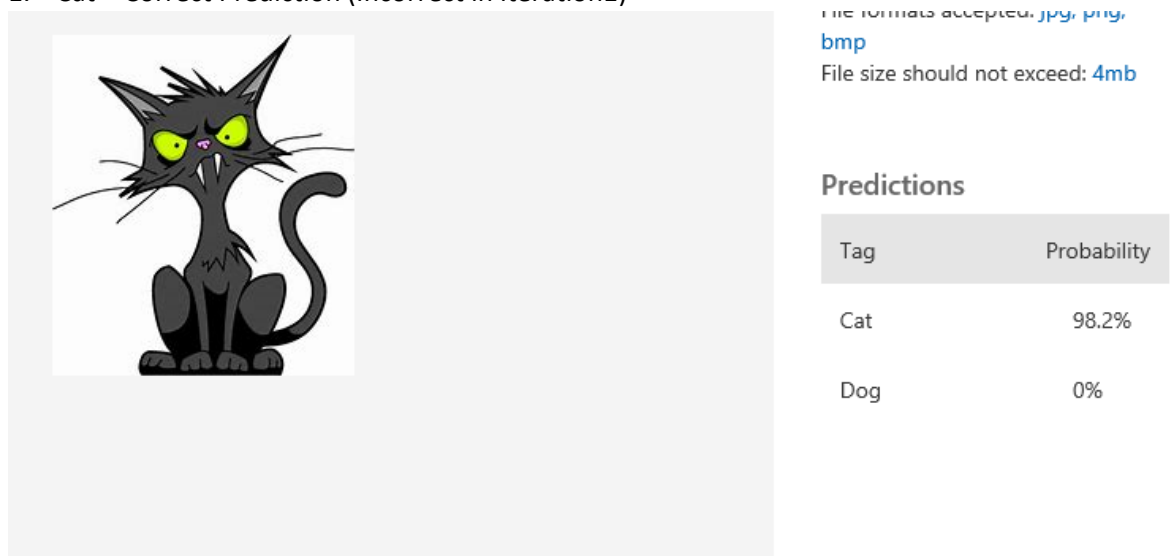 1. Cat – Correct Prediction (Incorrect in Iteration1)
File formats accepted: jpg, png,
bmp
File size should not exceed: 4mb
Predictions
Tag Probability
Cat 98.2%
Dog 0%